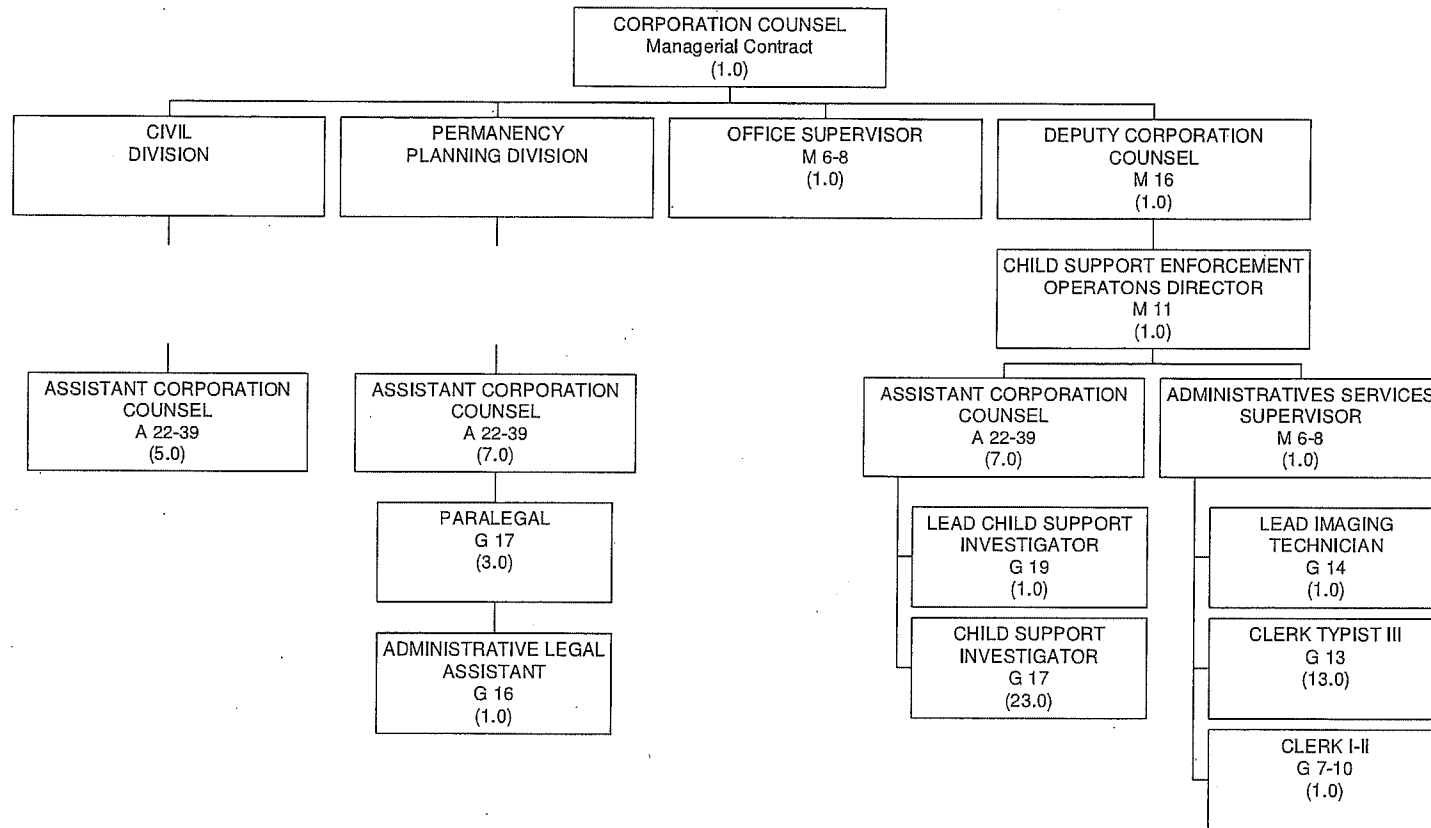 CORPORATION COUNSEL
Managerial Contract
(1.0)
CIVIL
DIVISION
PERMANENCY
PLANNING DIVISION
OFFICE SUPERVISOR
M 6-8
(1.0)
DEPUTY CORPORATION
COUNSEL
M 16
(1.0)
CHILD SUPPORT ENFORCEMENT
OPERATONS DIRECTOR
M 11
(1.0)
ASSISTANT CORPORATION
COUNSEL
A 22-39
(5.0)
ASSISTANT CORPORATION
COUNSEL
A 22-39
(7.0)
PARALEGAL
G 17
(3.0)
ADMINISTRATIVE LEGAL
ASSISTANT
G 16
(1.0)
ASSISTANT CORPORATION
COUNSEL
A 22-39
(7.0)
LEAD CHILD SUPPORT
INVESTIGATOR
G 19
(1.0)
CHILD SUPPORT
INVESTIGATOR
G 17
(23.0)
ADMINISTRATIVES SERVICES
SUPERVISOR
M 6-8
(1.0)
LEAD IMAGING
TECHNICIAN
G 14
(1.0)
CLERK TYPIST III
G 13
(13.0)
CLERK I-II
G 7-10
(1.0)